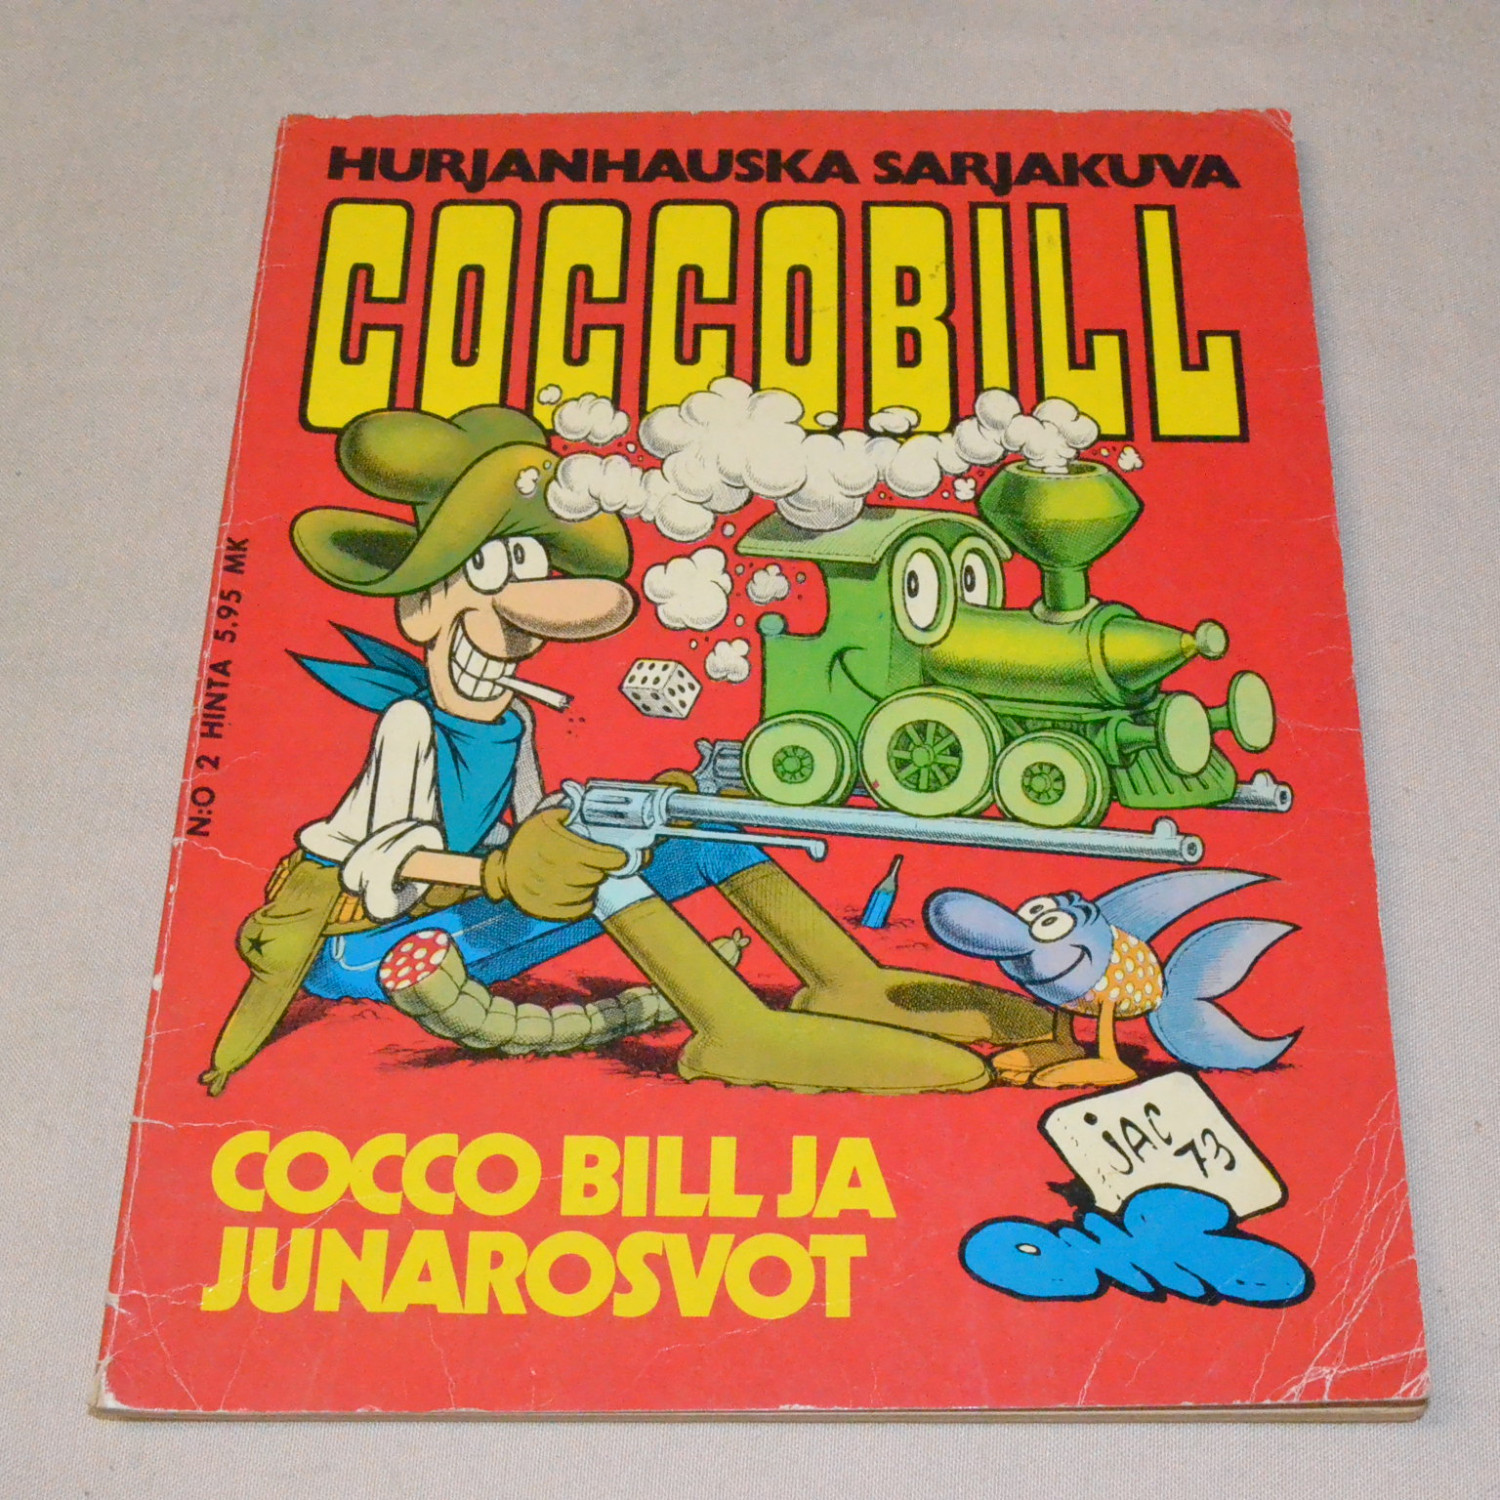 HURJANHAUSKA SARJAKUVA
COCCOBILL
N:O 2 HINTA 5,95 MK
COCCO BILL JA
JUNAROSVOT
JAC
73